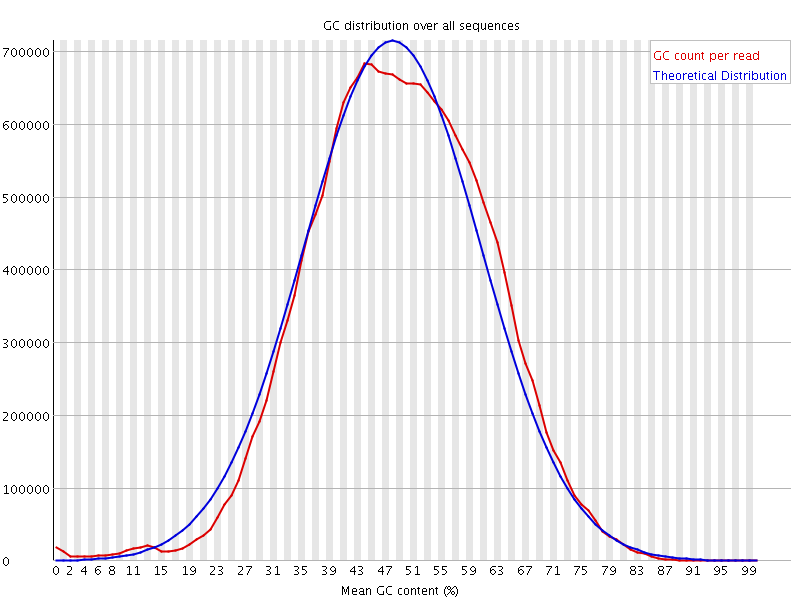 GC distribution over all sequences
GC count per read
Theoretical Distribution
700000
600000
500000
400000
300000
200000
100000
0
0 2 4 6 8 11 15 19 23 27 31 35 39 43 47 51 55 59 63 67 71 75 79 83 87 91 95 99
Mean GC content (%)